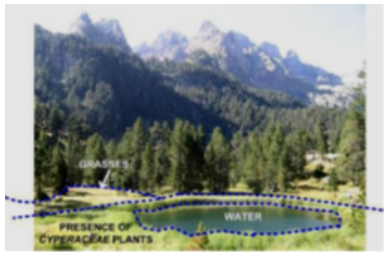 GRASSES
WATER
PRESENCE OF
CYPERACEAE PLANTS